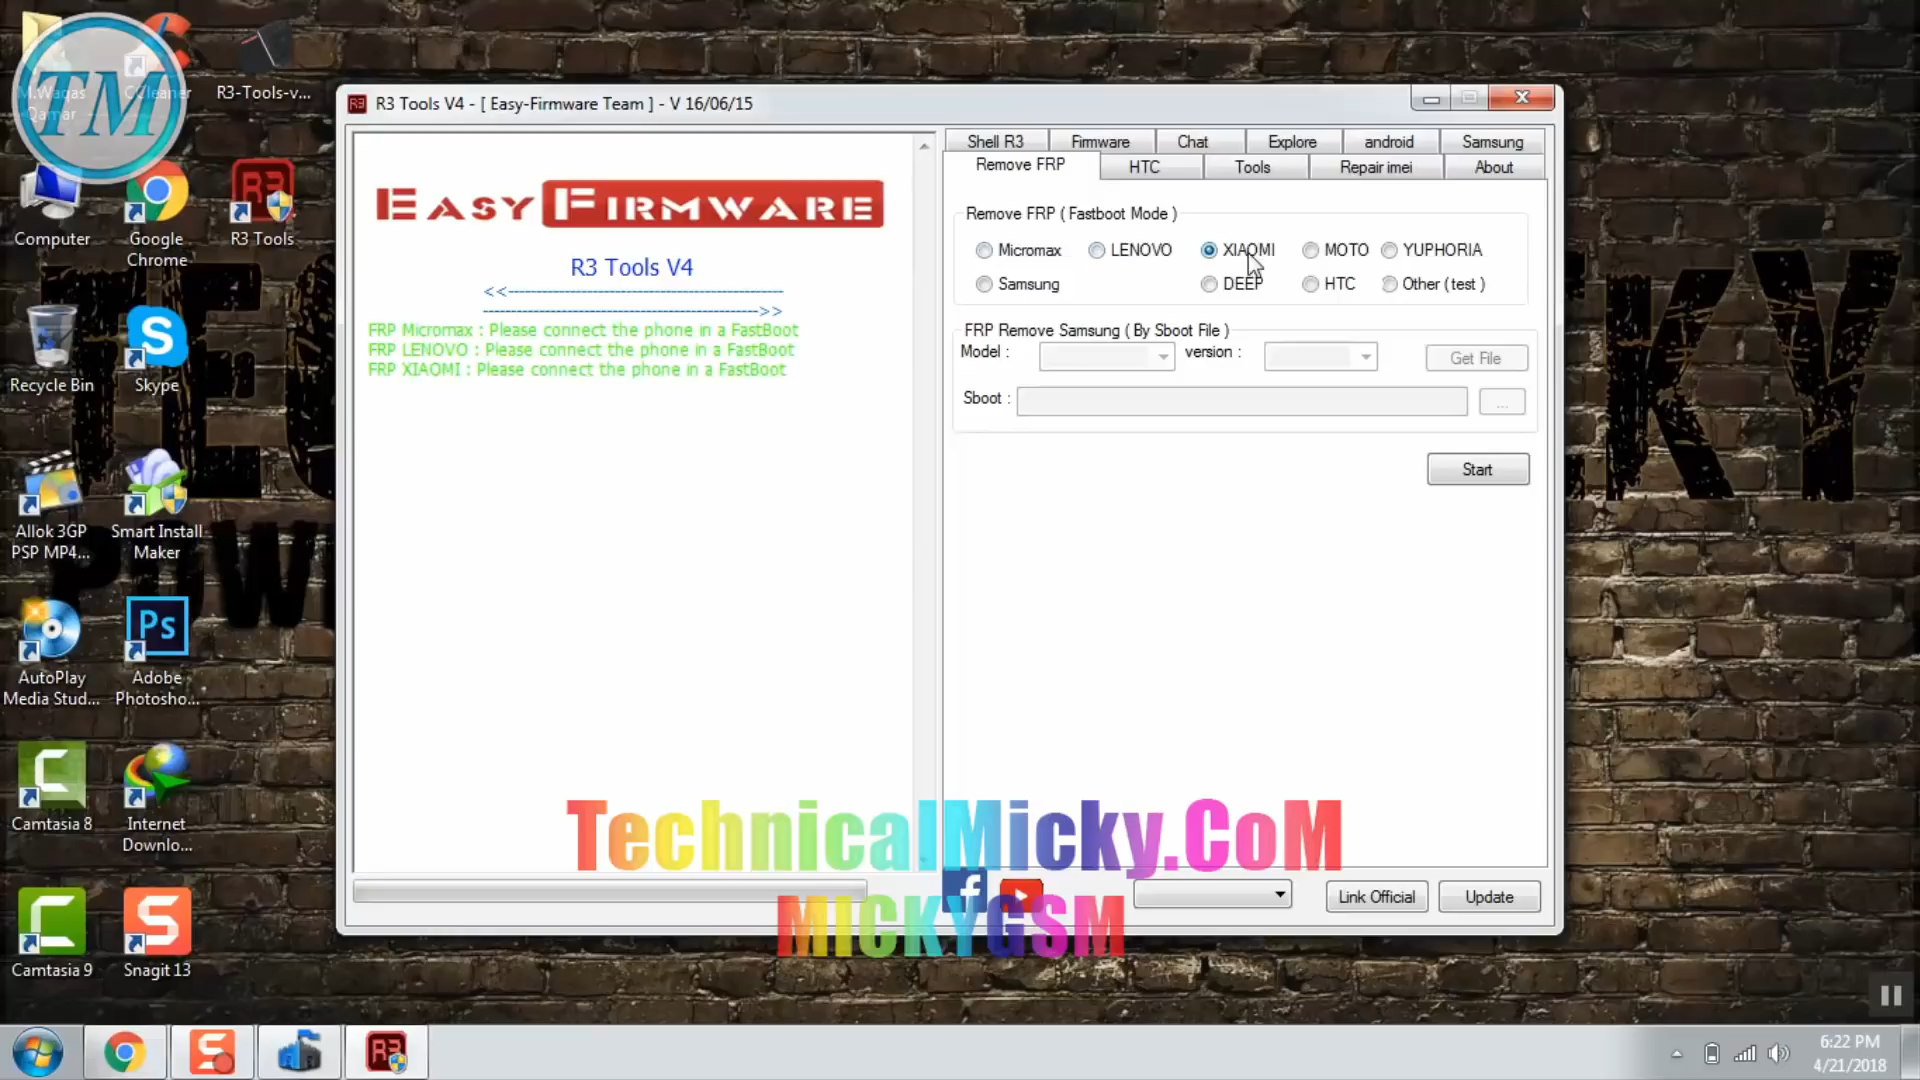 TM
M.Waqas
Qamar
CCleaner
R3-Tools-v...
Computer
Google
Chrome
R3
R3 Tools
Recycle Bin
Skype
Allok 3GP
PSP MP4...
Smart Install
Maker
AutoPlay
Media Stud...
Ps
Adobe
Photosho...
Camtasia 8
Internet
Downlo...
Camtasia 9
Snagit 13
R3 Tools V4 - [ Easy-Firmware Team ] - V 16/06/15
EASY FIRMWARE
R3 Tools V4
<<--------------------------------------------------
-------------------------------------------------->>
FRP Micromax : Please connect the phone in a FastBoot
FRP LENOVO : Please connect the phone in a FastBoot
FRP XIAOMI : Please connect the phone in a FastBoot
Shell R3 Firmware Chat Explore android Samsung
Remove FRP HTC Tools Repair imei About
Remove FRP ( Fastboot Mode )
Micromax LENOVO XIAOMI MOTO YUPHORIA
Samsung DEEP HTC Other ( test )
FRP Remove Samsung ( By Sboot File )
Model : version : Get File
Sboot : ...
Start
TechnicalMicky.CoM
MICKYGSM
Link Official Update
6:22 PM
4/21/2018